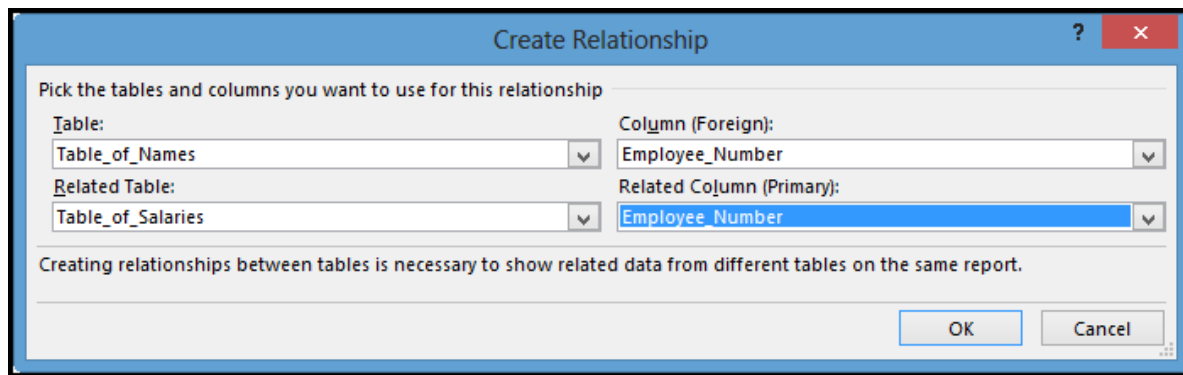 Create Relationship
?
Pick the tables and columns you want to use for this relationship
Table: Column (Foreign):
Table_of_Names Employee_Number
Related Table: Related Column (Primary):
Table_of_Salaries Employee_Number
Creating relationships between tables is necessary to show related data from different tables on the same report.
OK Cancel